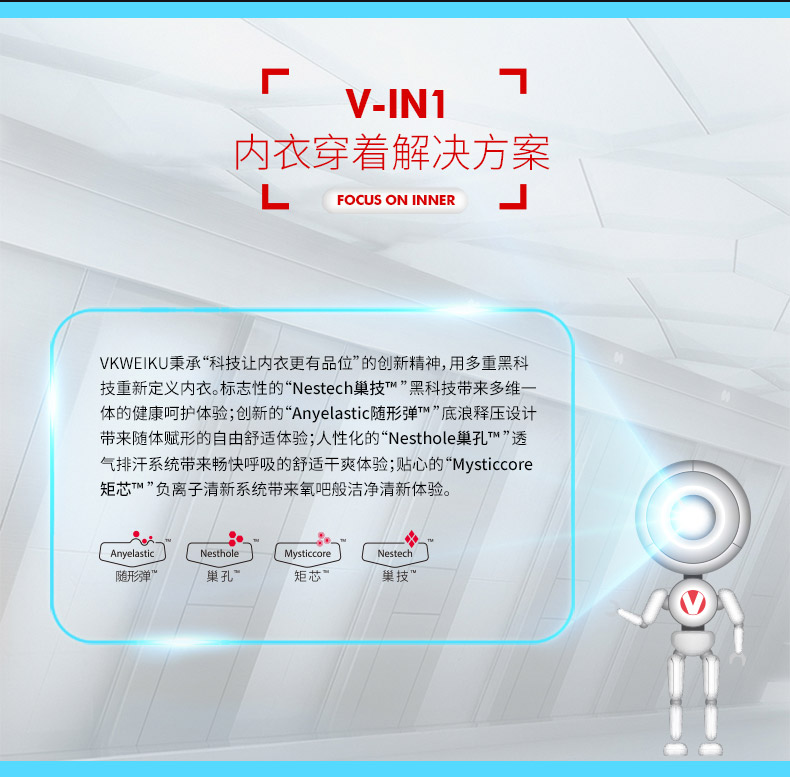 V-IN1
内衣穿着解决方案
FOCUS ON INNER
VKWEIKU秉承“科技让内衣更有品位”的创新精神,用多重黑科
技重新定义内衣。标志性的“Nestech巢技™”黑科技带来多维一
体的健康呵护体验;创新的“Anyelastic随形弹™”底浪释压设计
带来随体赋形的自由舒适体验;人性化的“Nesthole巢孔™”透
气排汗系统带来畅快呼吸的舒适干爽体验;贴心的“Mysticcore
矩芯™”负离子清新系统带来氧吧般洁净清新体验。
Anyelastic™ Nesthole™ Mysticcore™ Nestech™
随形弹™ 巢孔™ 矩芯™ 巢技™
V